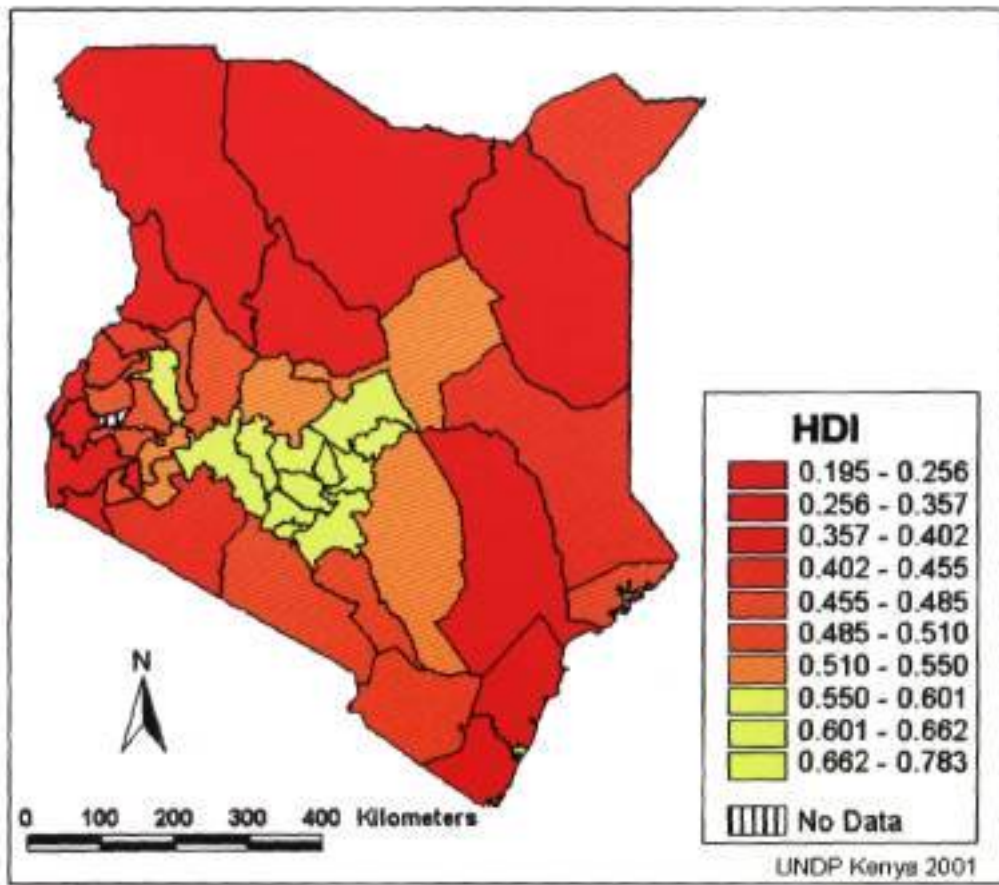 HDI
0.195 - 0.256
0.256 - 0.357
0.357 - 0.402
0.402 - 0.455
0.455 - 0.485
0.485 - 0.510
0.510 - 0.550
0.550 - 0.601
0.601 - 0.662
0.662 - 0.783
No Data
N
0 100 200 300 400 Kilometers
UNDP Kenya 2001